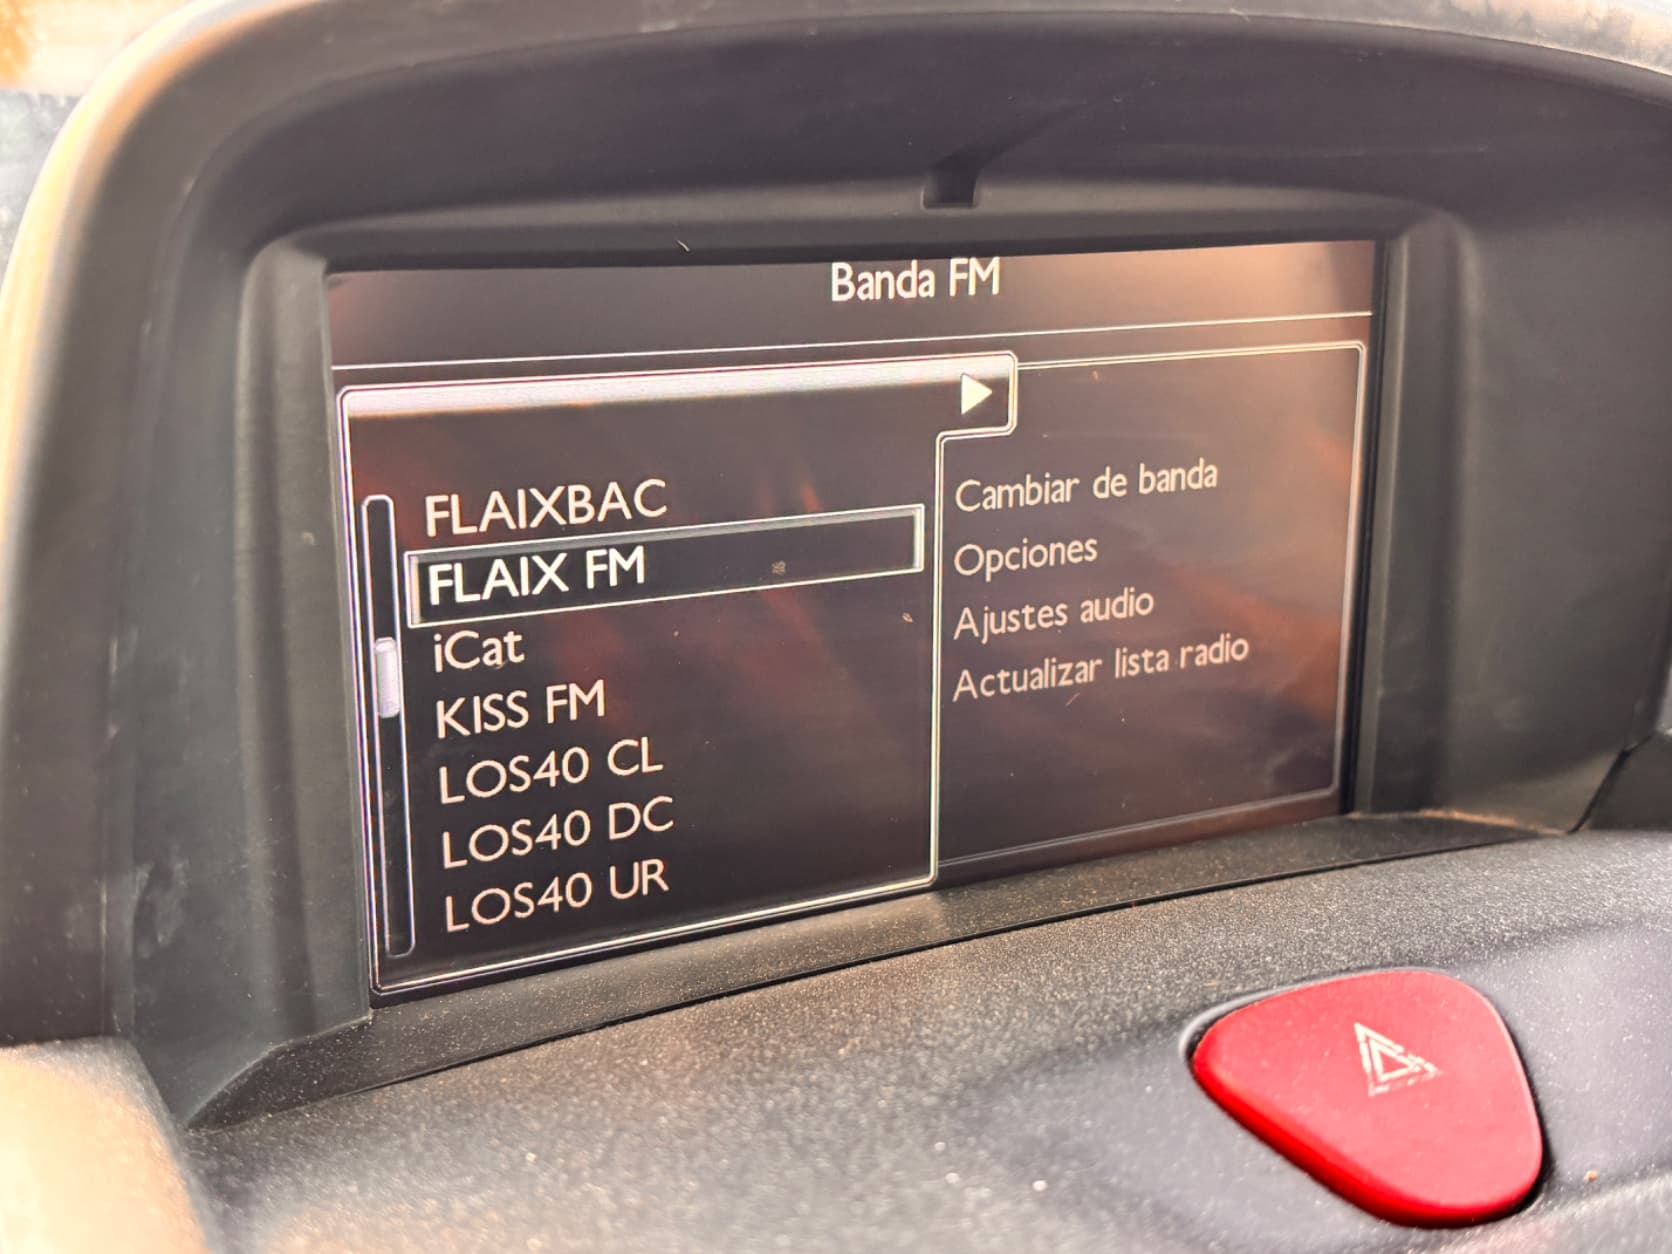 Banda FM
FLAIXBAC
FLAIX FM
iCat
KISS FM
LOS40 CL
LOS40 DC
LOS40 UR
Cambiar de banda
Opciones
Ajustes audio
Actualizar lista radio